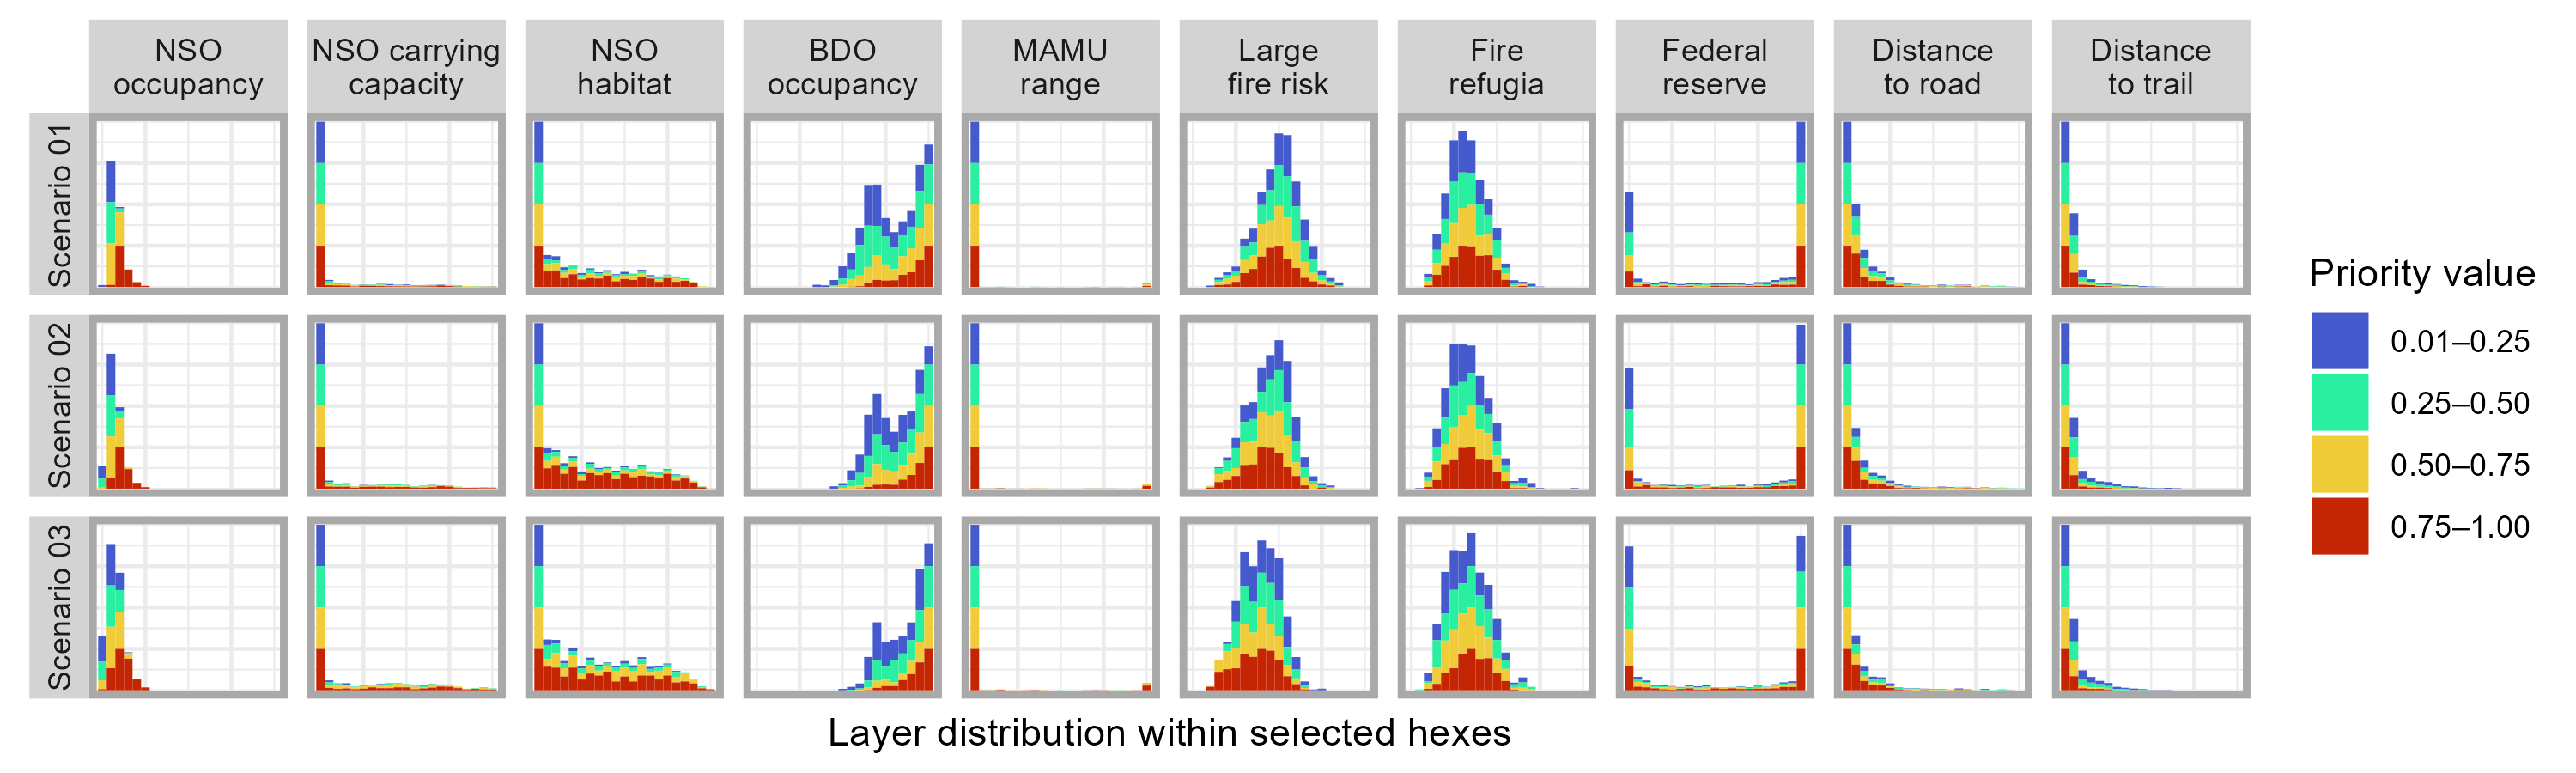 NSO
occupancy
NSO carrying
capacity
NSO
habitat
BDO
occupancy
MAMU
range
Large
fire risk
Fire
refugia
Federal
reserve
Distance
to road
Distance
to trail
Scenario 01
Scenario 02
Scenario 03
Layer distribution within selected hexes
Priority value
0.01–0.25
0.25–0.50
0.50–0.75
0.75–1.00